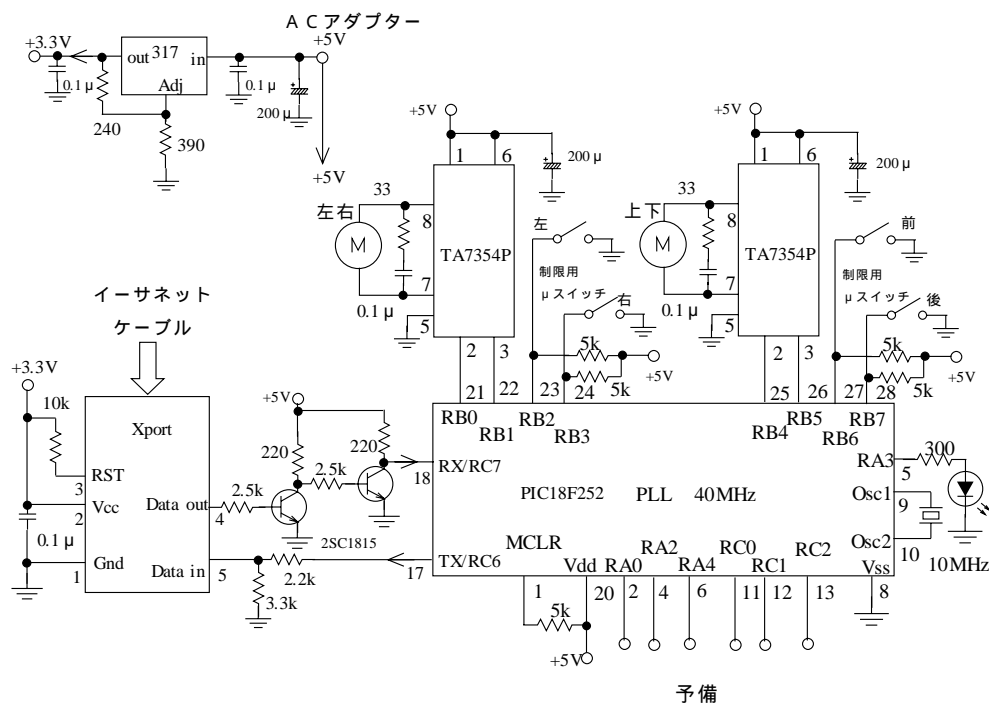 ACアダプター
+3.3V
out 317 in
Adj
+5V
0.1μ
0.1μ
200μ
240
390
+5V
+5V
1 6
200μ
33
左右
M
8
7
TA7354P
0.1μ
5
2 3
左
制限用
μスイッチ
右
5k
5k
+5V
+5V
1 6
200μ
33
上下
M
8
7
TA7354P
0.1μ
5
2 3
前
制限用
μスイッチ
後
5k
5k
+5V
イーサネット
ケーブル
+3.3V
10k
Xport
RST
3
Vcc
2
0.1μ
Gnd
1
Data out
4
Data in
5
2.5k
+5V
220
2.5k
220
2SC1815
2.2k
3.3k
21 22 23 24 25 26 27 28
RB0 RB1 RB2 RB3 RB4 RB5 RB6 RB7
RX/RC7
18
PIC18F252 PLL 40MHz
TX/RC6
17
RA3
5
300
Osc1
9
Osc2
10
10MHz
MCLR Vdd RA0 RA2 RA4 RC0 RC1 RC2 Vss
1 20 2 4 6 11 12 13 8
5k
+5V
予備